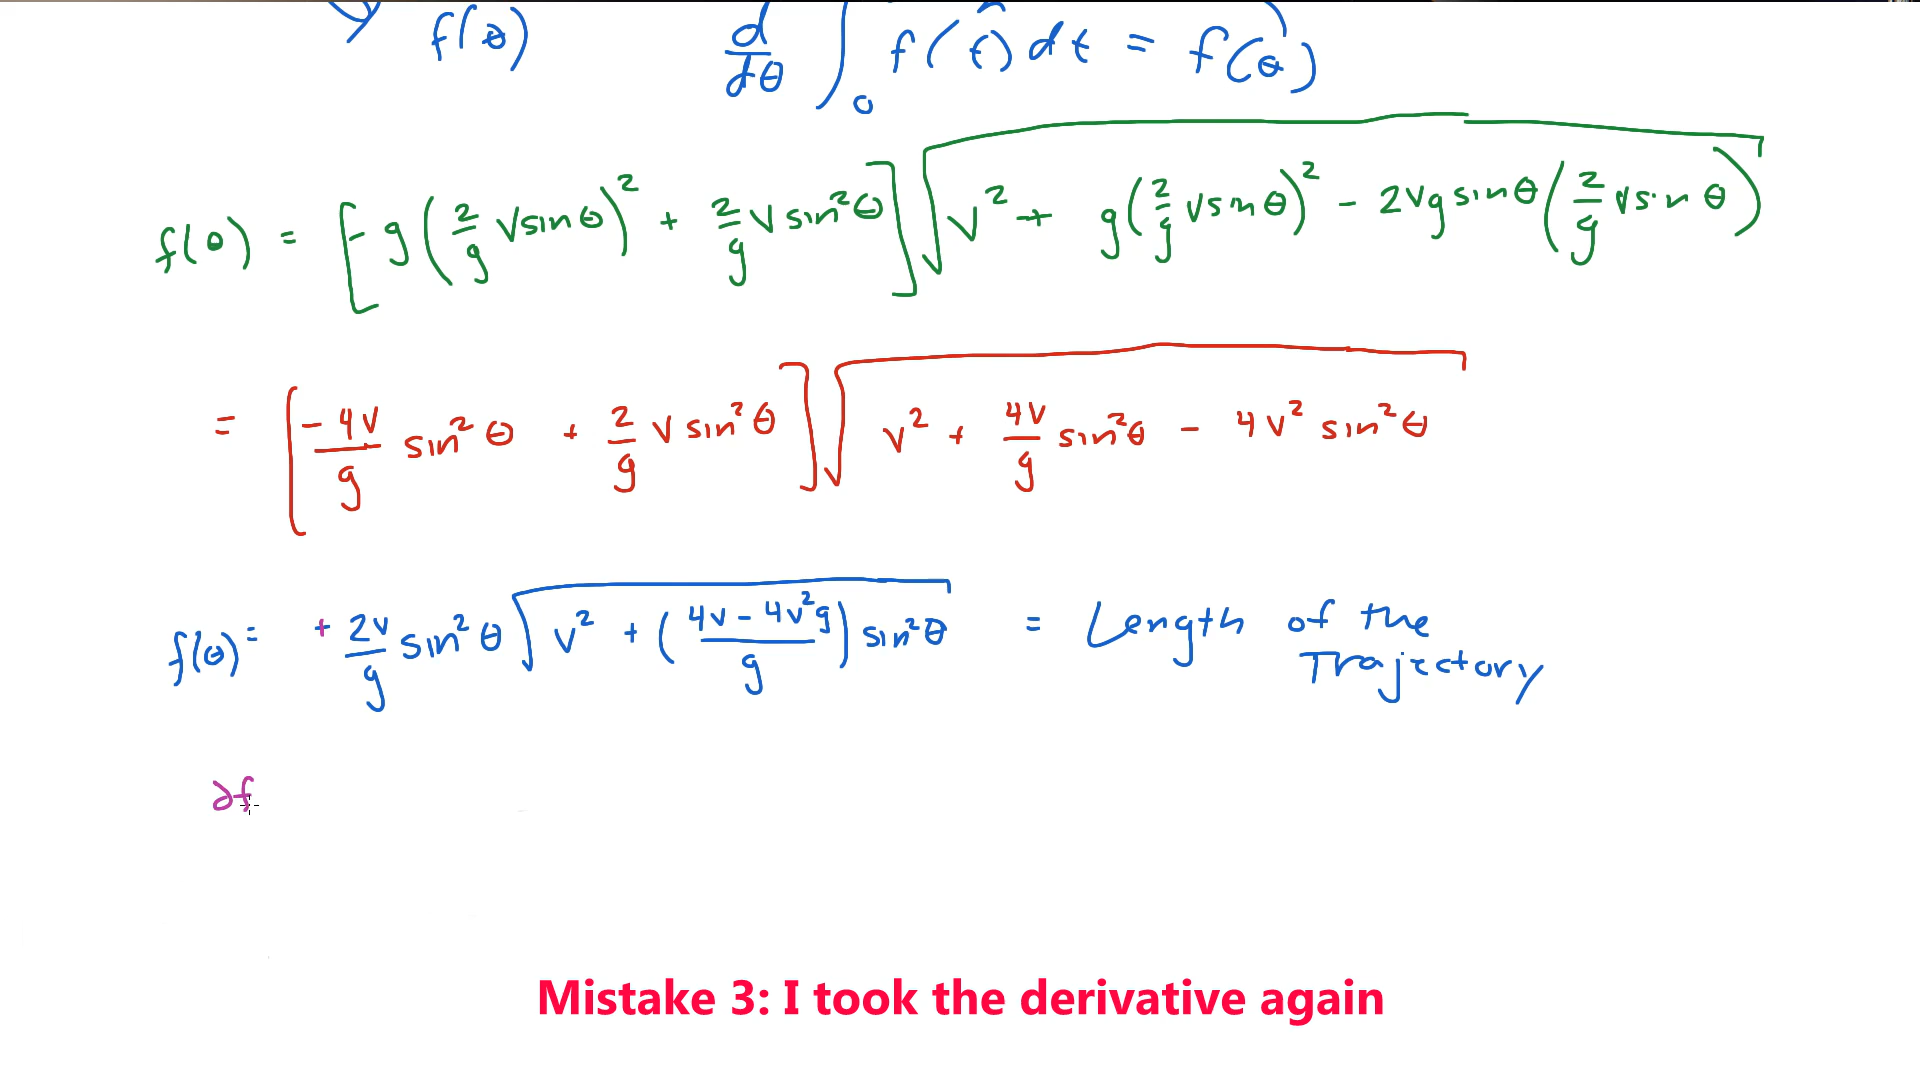 f(θ) d/dθ ∫₀ f(t)dt = f(θ)
f(θ) = [-g(2/g vsinθ)² + 2/g v sin²θ] √(v² + g(2/g vsinθ)² - 2vg sinθ(2/g vsinθ))
= [-4v/g sin²θ + 2/g v sin²θ] √(v² + 4v/g sin²θ - 4v² sin²θ)
f(θ) = + 2v/g sin²θ √(v² + ((4v - 4v²g)/g) sin²θ) = Length of the
Trajectory
∂f
Mistake 3: I took the derivative again